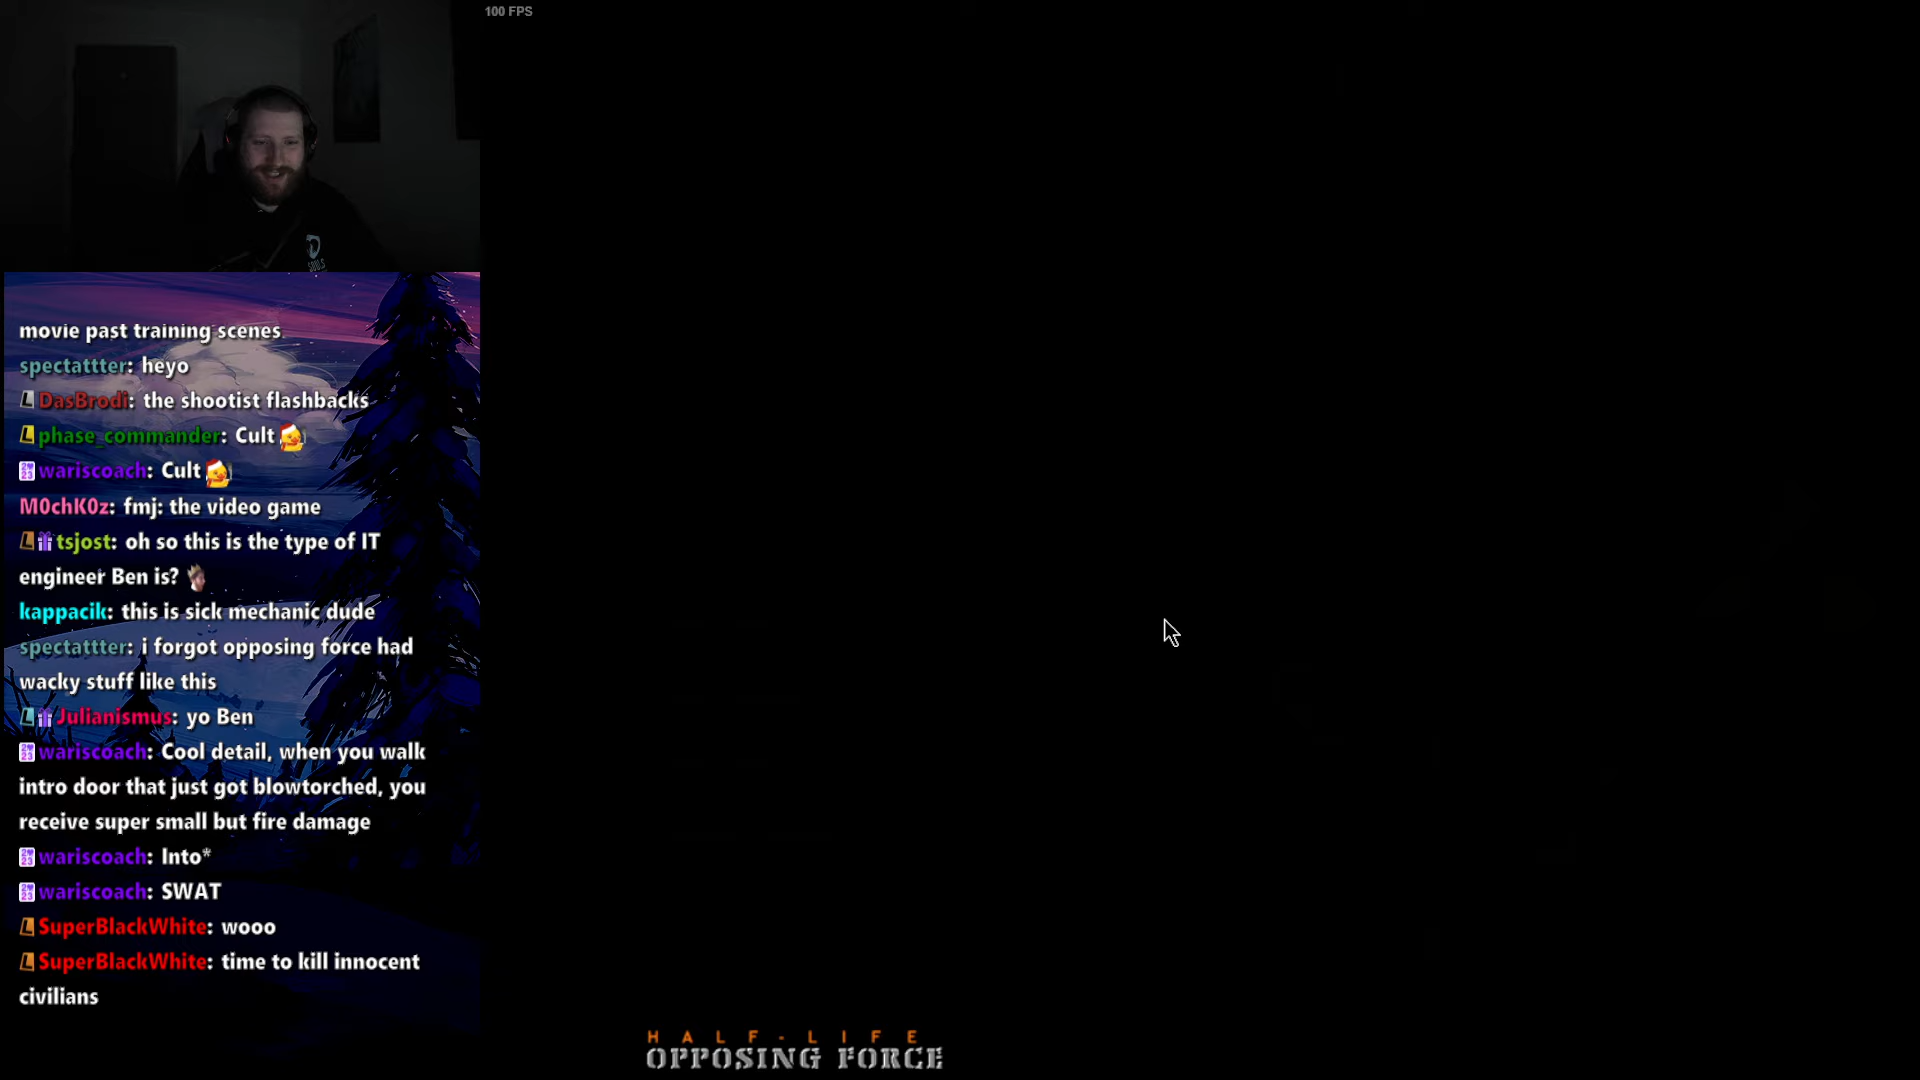 100 FPS
movie past training scenes
spectattter: heyo
DasBrodi: the shootist flashbacks
phase_commander: Cult
wariscoach: Cult
M0chK0z: fmj: the video game
tsjost: oh so this is the type of IT
engineer Ben is?
kappacik: this is sick mechanic dude
spectattter: i forgot opposing force had
wacky stuff like this
Julianismus: yo Ben
wariscoach: Cool detail, when you walk
intro door that just got blowtorched, you
receive super small but fire damage
wariscoach: Into*
wariscoach: SWAT
SuperBlackWhite: wooo
SuperBlackWhite: time to kill innocent
civilians
HALF-LIFE
OPPOSING FORCE